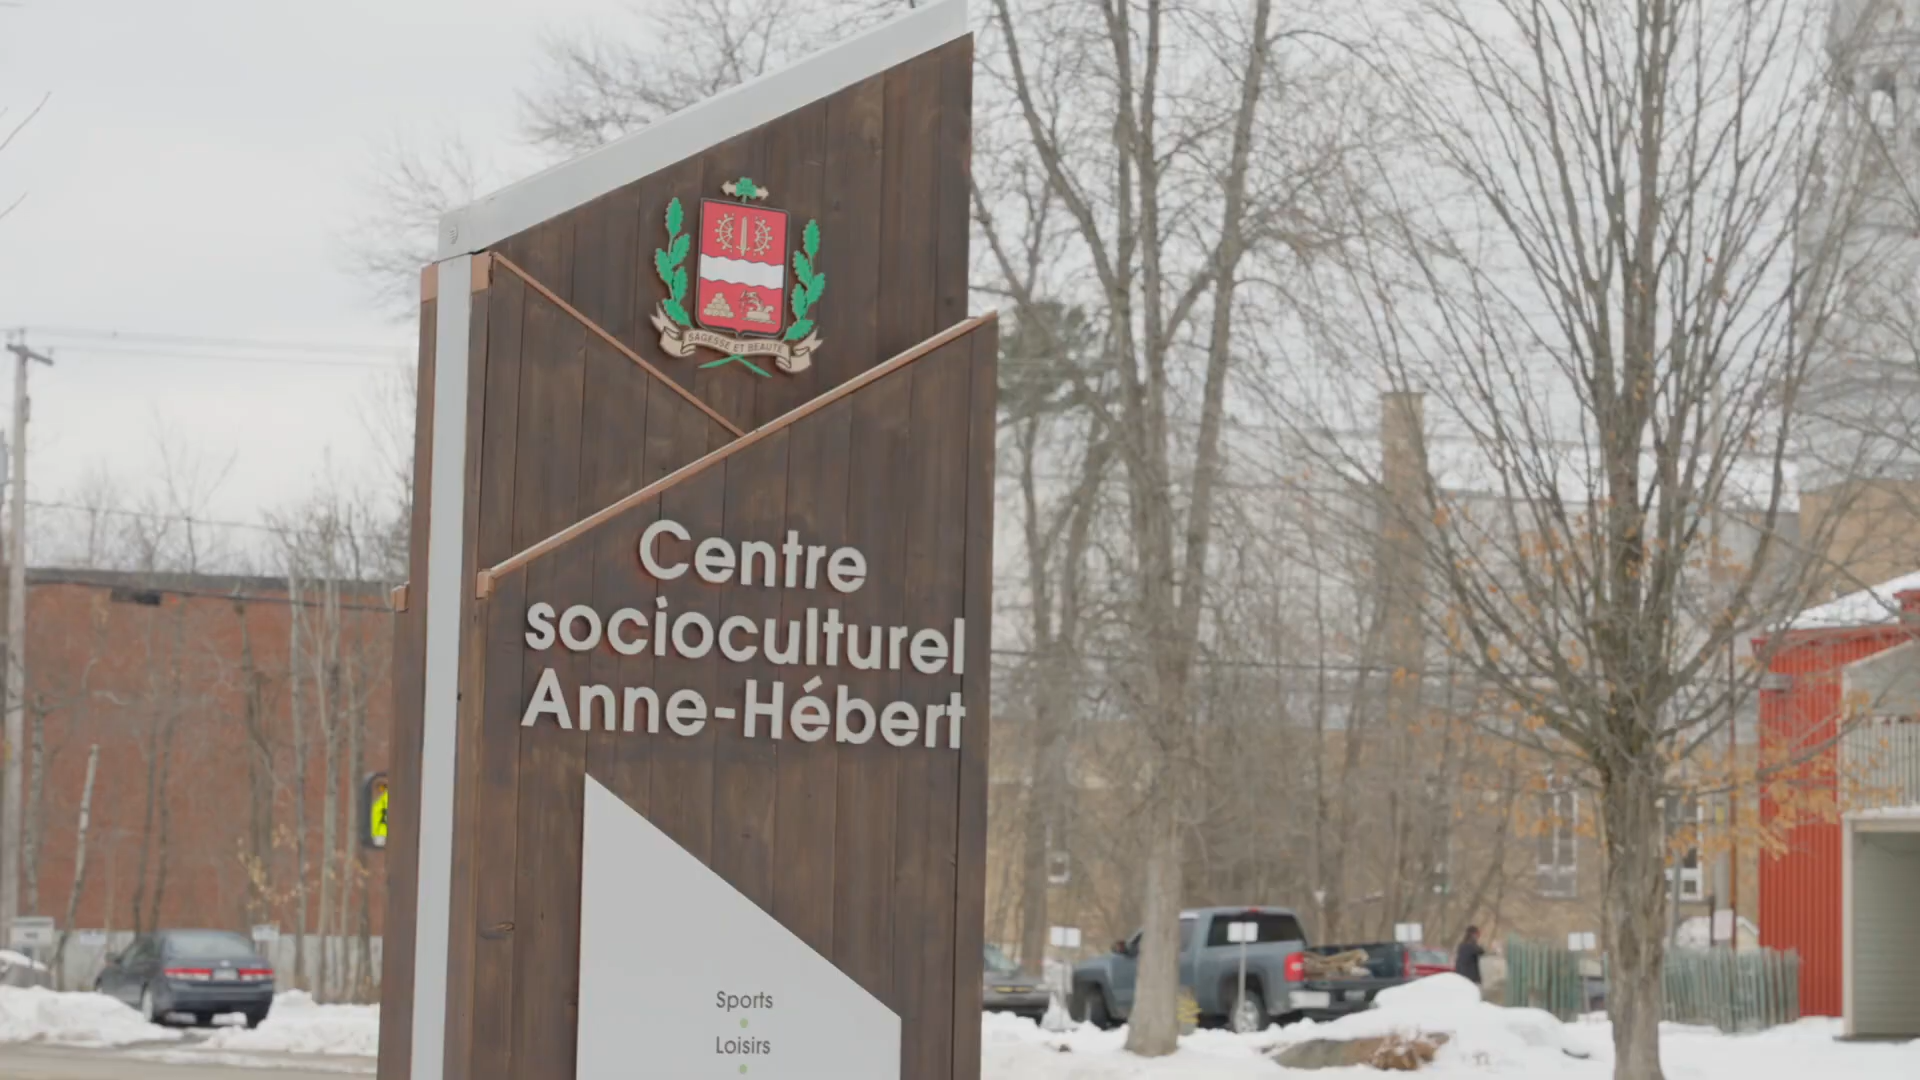 SAGESSE ET BEAUTÉ
Centre
socioculturel
Anne-Hébert
Sports
Loisirs